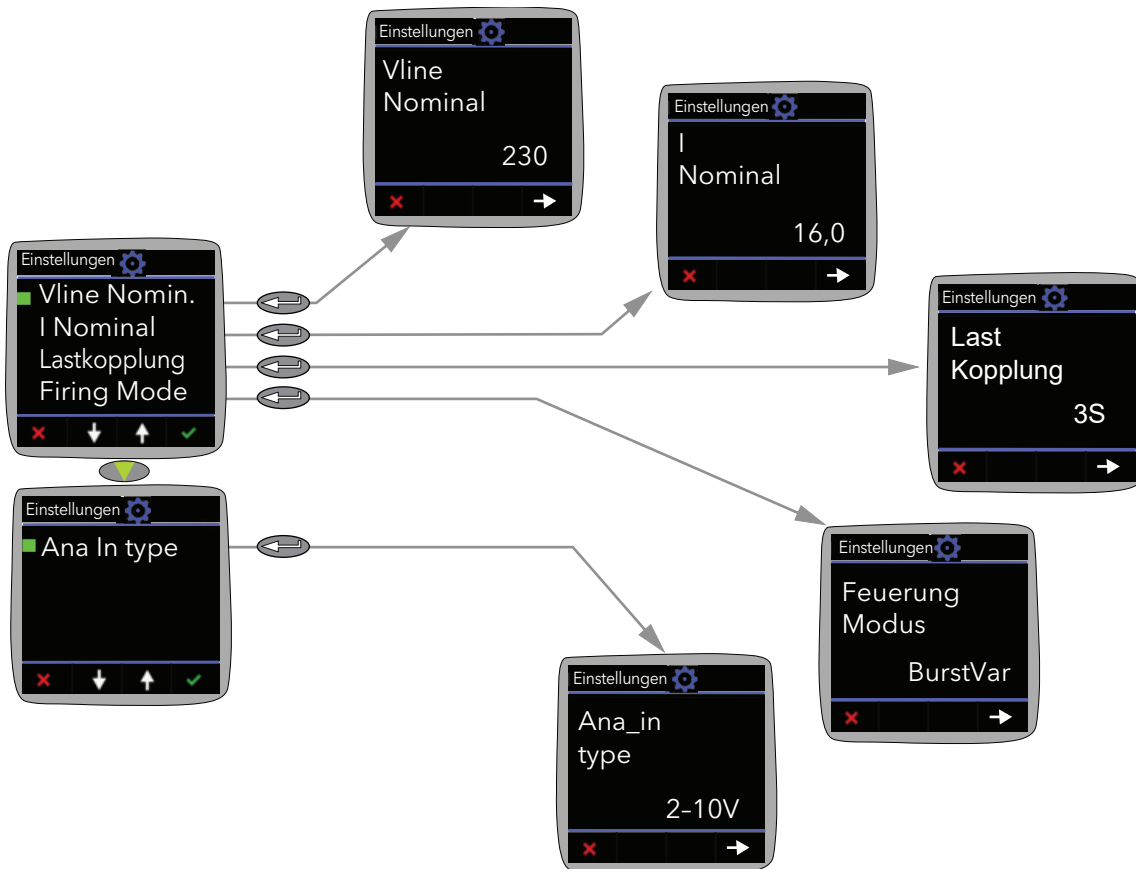 Einstellungen
Vline
Nominal
230
Einstellungen
I
Nominal
16,0
Einstellungen
Vline Nomin.
I Nominal
Lastkopplung
Firing Mode
Einstellungen
Last
Kopplung
3S
Einstellungen
Ana In type
Einstellungen
Feuerung
Modus
BurstVar
Einstellungen
Ana_in
type
2–10V